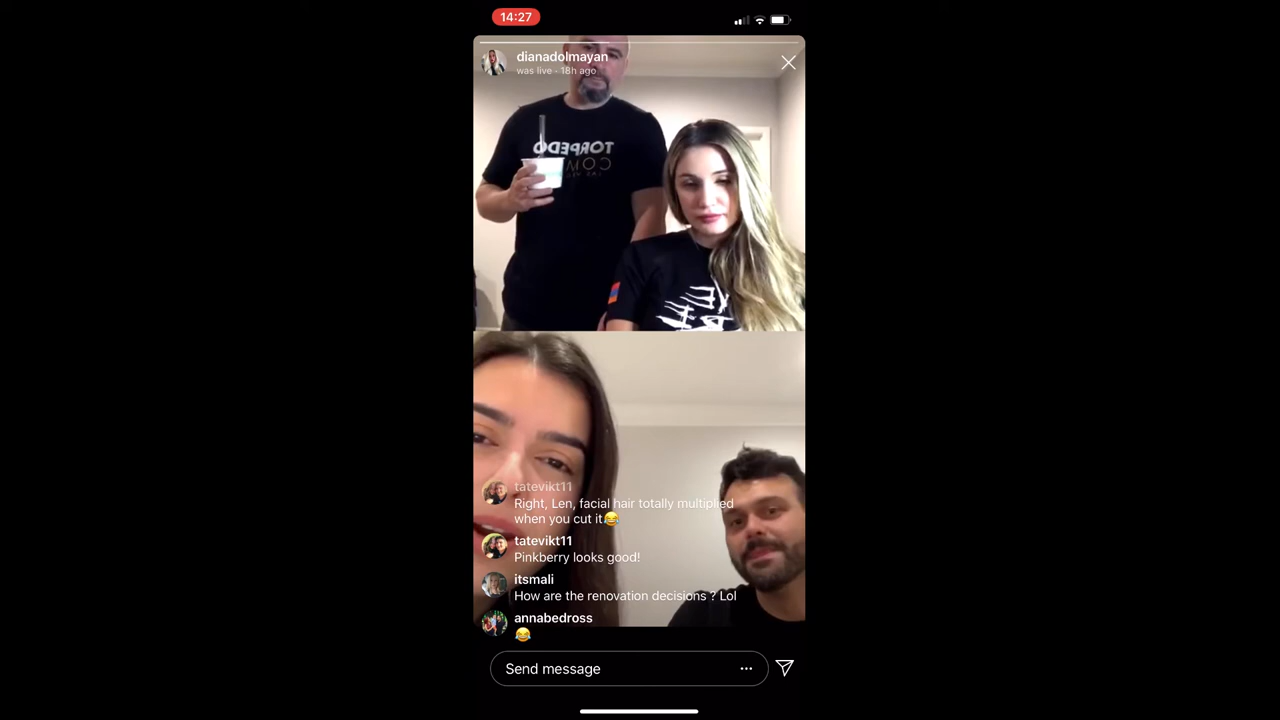 14:27
dianadolmayan
was live - 18h ago
TORPEDO
tatevikt11
Right, Len, facial hair totally multiplied
when you cut it😂
tatevikt11
Pinkberry looks good!
itsmali
How are the renovation decisions ? Lol
annabedross
😂
Send message